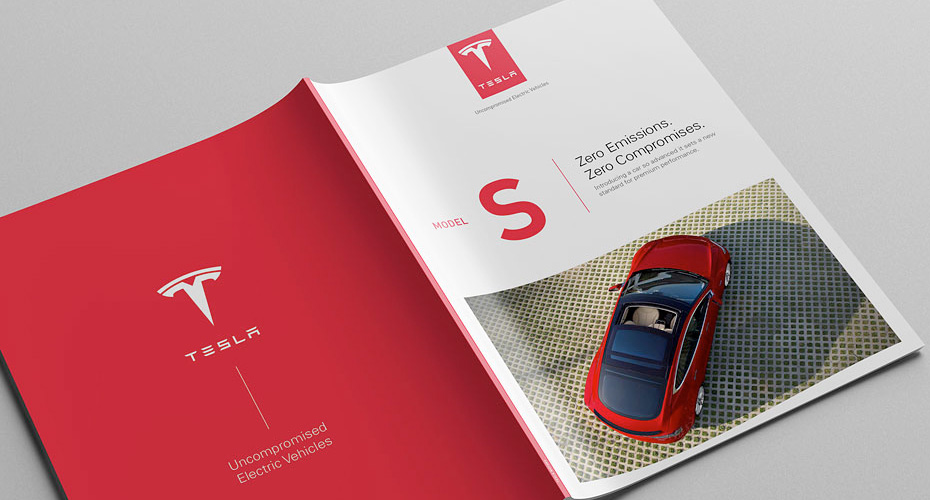 TESLA
Uncompromised
Electric Vehicles
TESLA
Uncompromised Electric Vehicles
Zero Emissions.
Zero Compromises.
Introducing a car so advanced it sets a new
standard for premium performance.
MODEL S